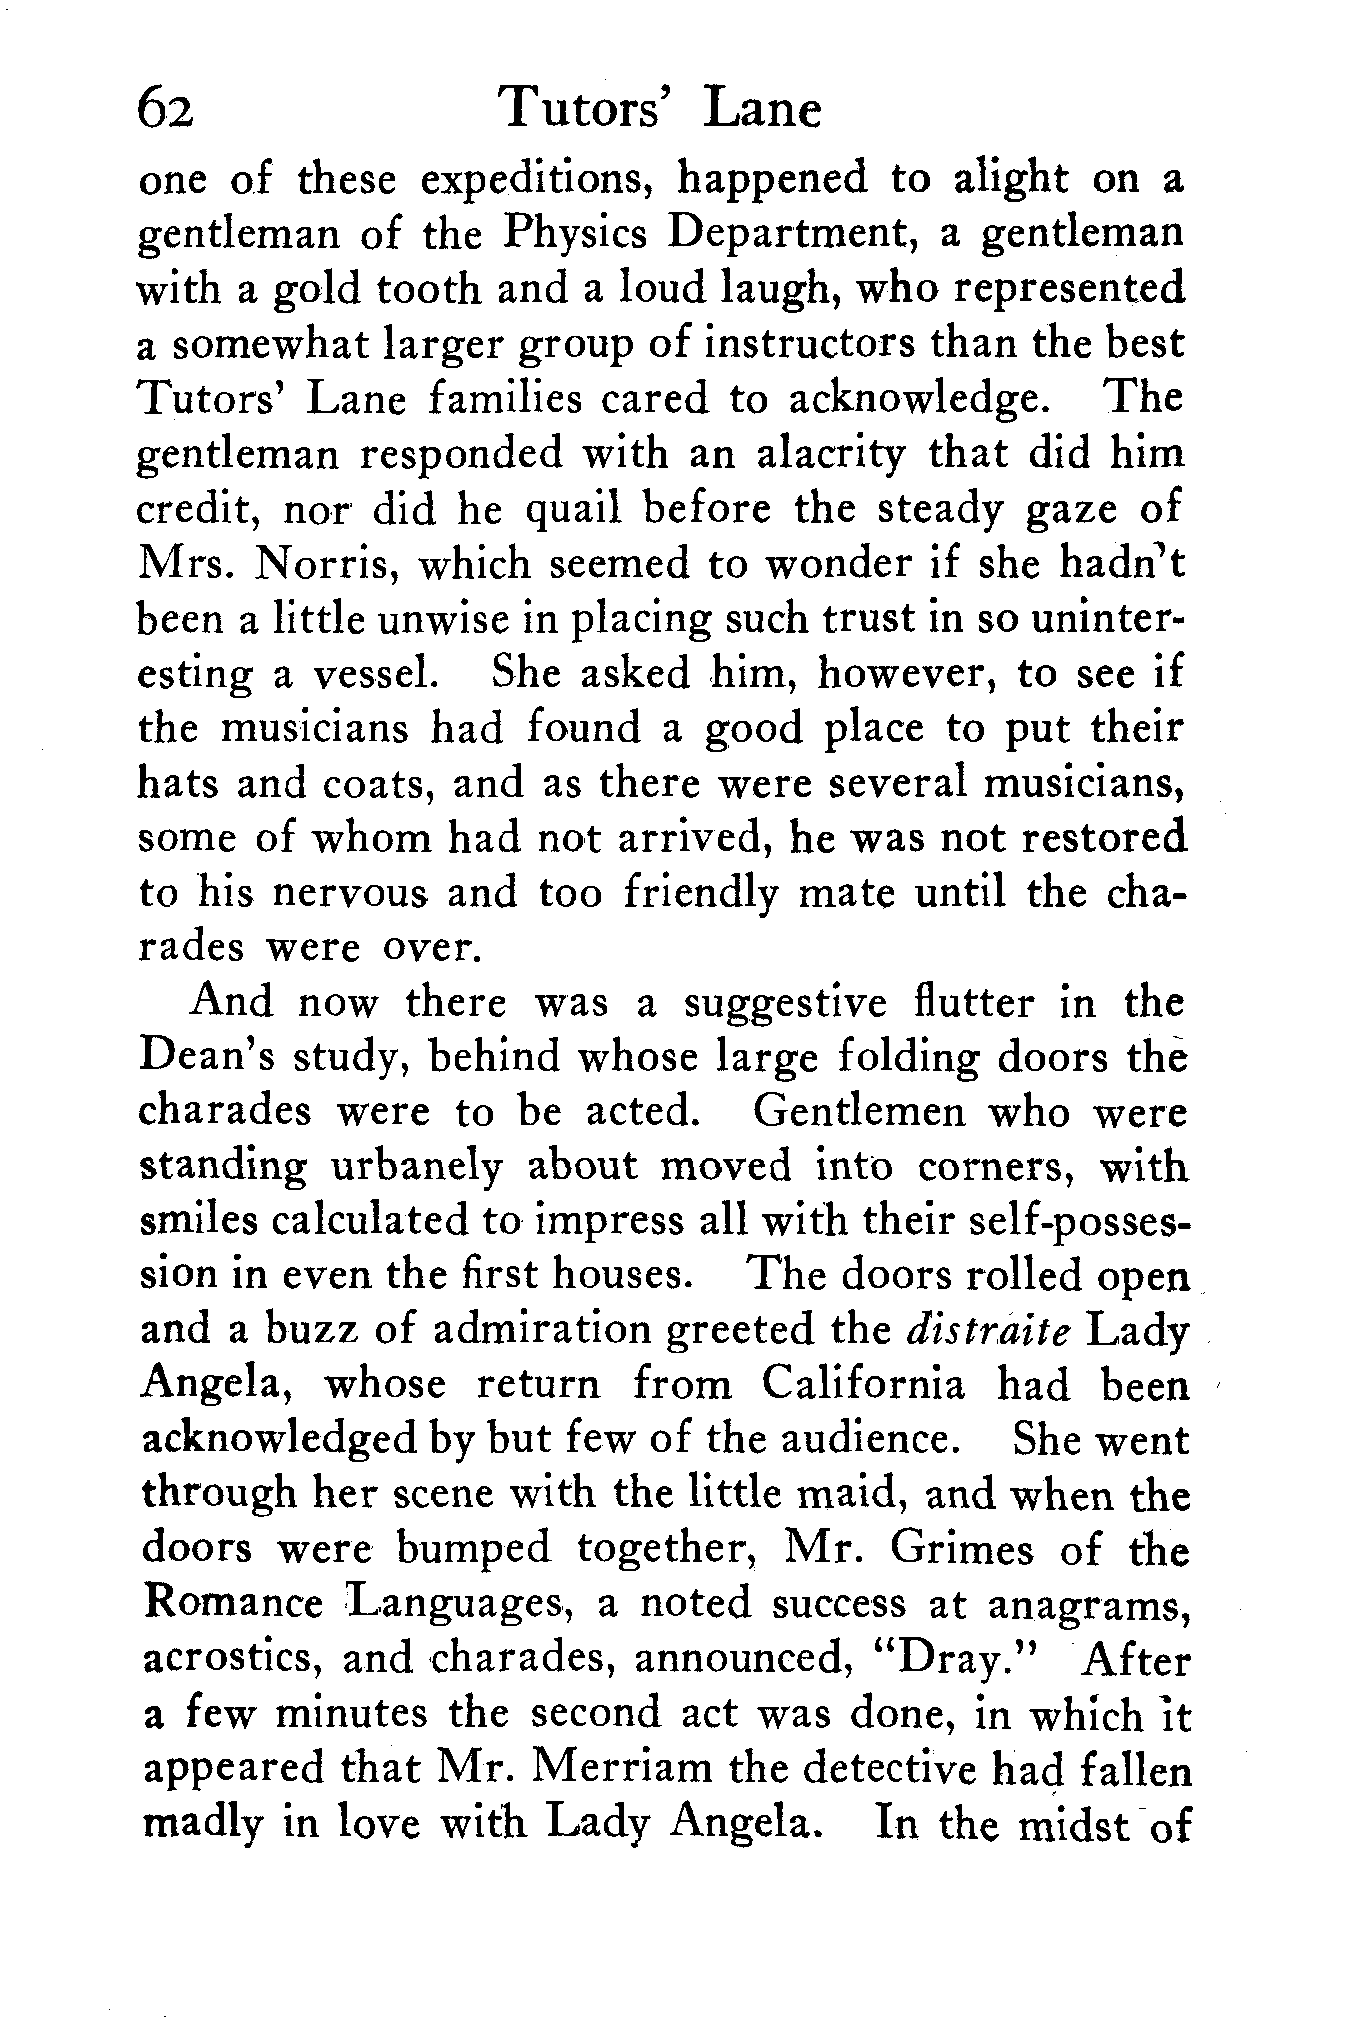 62 Tutors' Lane
one of these expeditions, happened to alight on a
gentleman of the Physics Department, a gentleman
with a gold tooth and a loud laugh, who represented
a somewhat larger group of instructors than the best
Tutors' Lane families cared to acknowledge. The
gentleman responded with an alacrity that did him
credit, nor did he quail before the steady gaze of
Mrs. Norris, which seemed to wonder if she hadn't
been a little unwise in placing such trust in so uninter-
esting a vessel. She asked him, however, to see if
the musicians had found a good place to put their
hats and coats, and as there were several musicians,
some of whom had not arrived, he was not restored
to his nervous and too friendly mate until the cha-
rades were over.
And now there was a suggestive flutter in the
Dean's study, behind whose large folding doors the
charades were to be acted. Gentlemen who were
standing urbanely about moved into corners, with
smiles calculated to impress all with their self-posses-
sion in even the first houses. The doors rolled open
and a buzz of admiration greeted the distraite Lady
Angela, whose return from California had been
acknowledged by but few of the audience. She went
through her scene with the little maid, and when the
doors were bumped together, Mr. Grimes of the
Romance Languages, a noted success at anagrams,
acrostics, and charades, announced, "Dray." After
a few minutes the second act was done, in which it
appeared that Mr. Merriam the detective had fallen
madly in love with Lady Angela. In the midst of